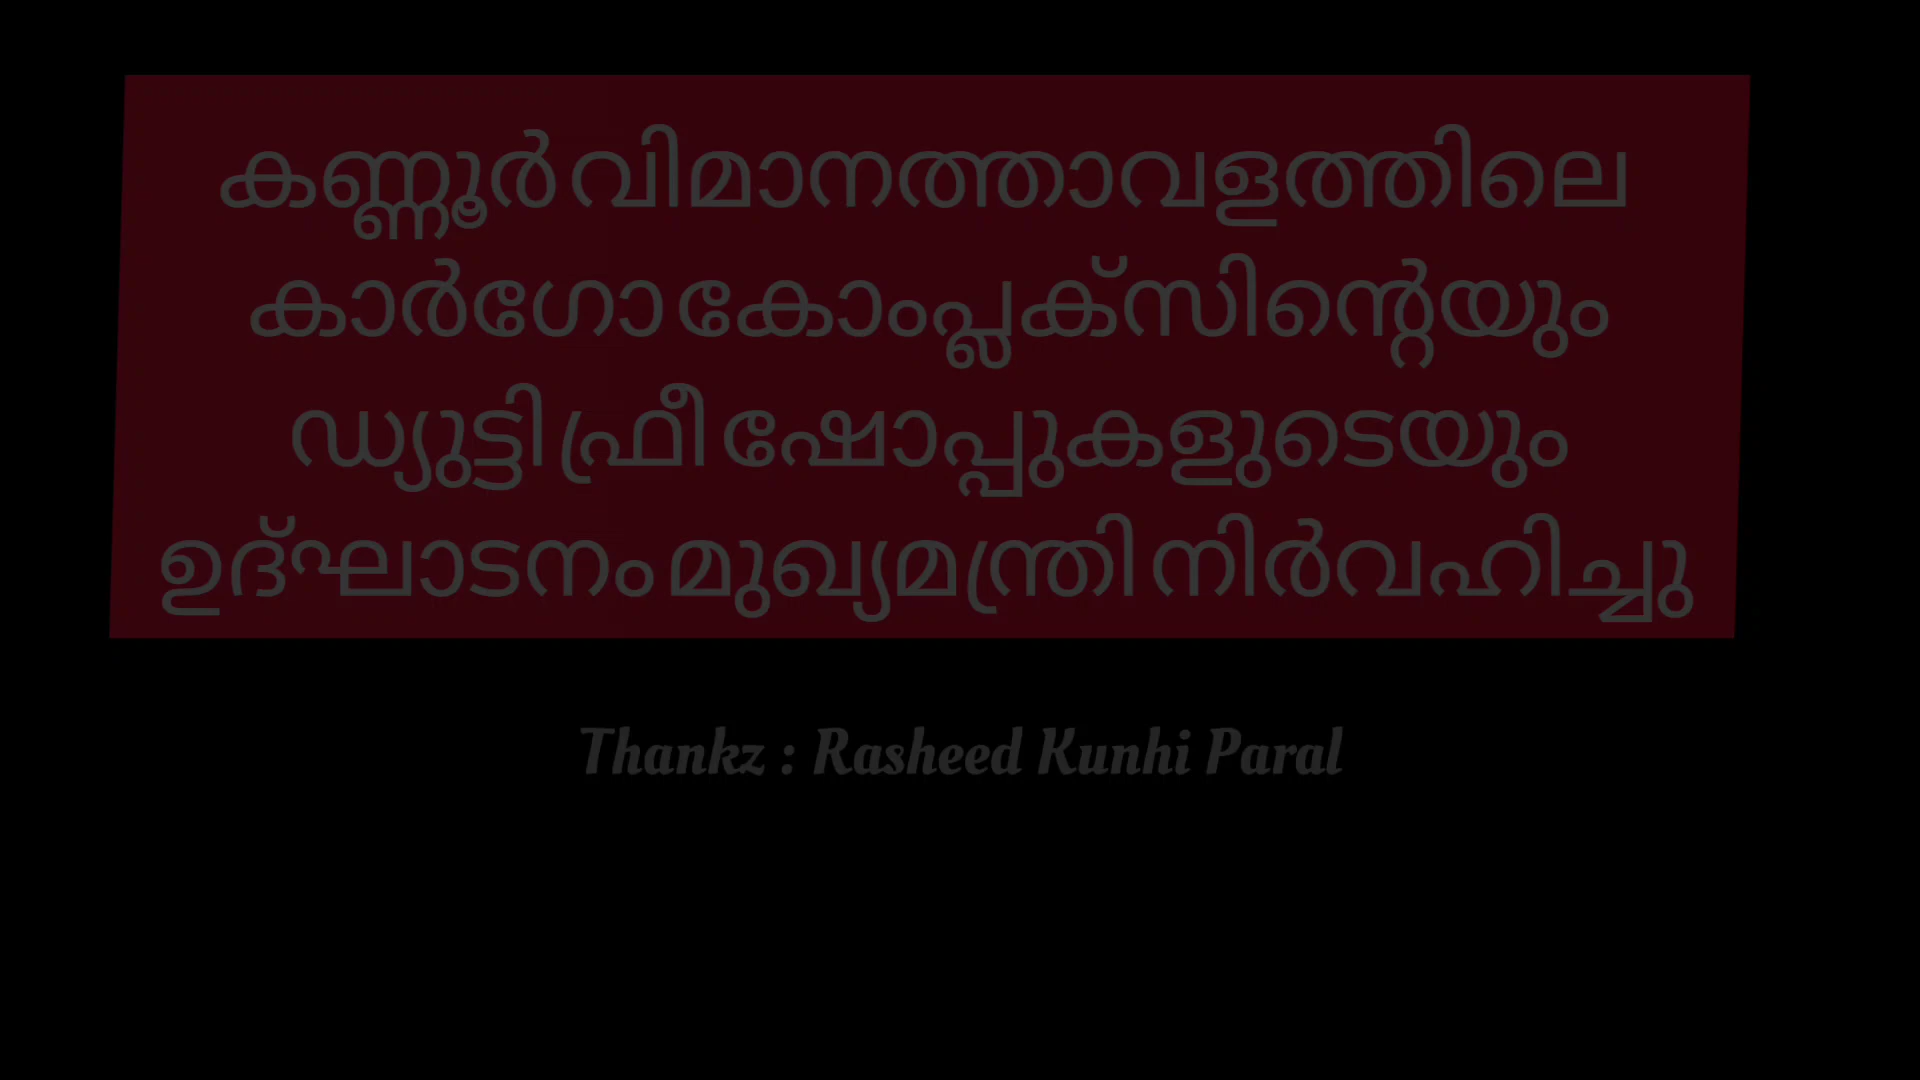 കണ്ണൂർ വിമാനത്താവളത്തിലെ
കാർഗോ കോംപ്ലക്സിന്റെയും
ഡ്യുട്ടി ഫ്രീ ഷോപ്പുകളുടെയും
ഉദ്ഘാടനം മുഖ്യമന്ത്രി നിർവഹിച്ചു
Thankz : Rasheed Kunhi Paral